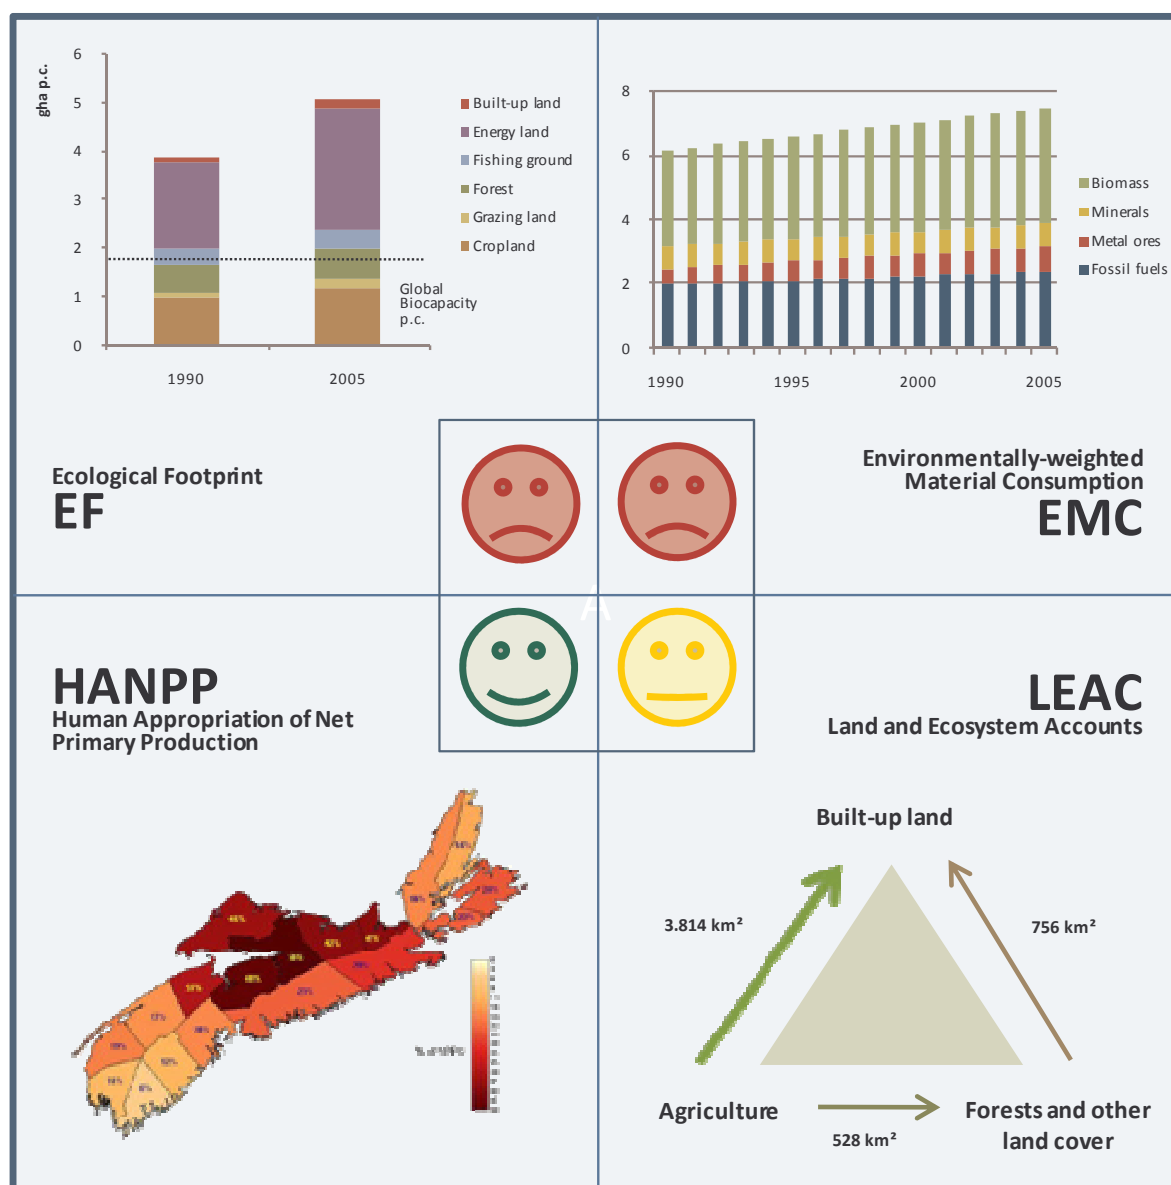 gha p.c.
6
5
4
3
2
1
0
1990
2005
Built-up land
Energy land
Fishing ground
Forest
Grazing land
Cropland
Global
Biocapacity
p.c.
8
6
4
2
0
1990
1995
2000
2005
Biomass
Minerals
Metal ores
Fossil fuels
Ecological Footprint
EF
Environmentally-weighted
Material Consumption
EMC
A
HANPP
Human Appropriation of Net
Primary Production
LEAC
Land and Ecosystem Accounts
Built-up land
3.814 km²
756 km²
Agriculture
Forests and other
land cover
528 km²